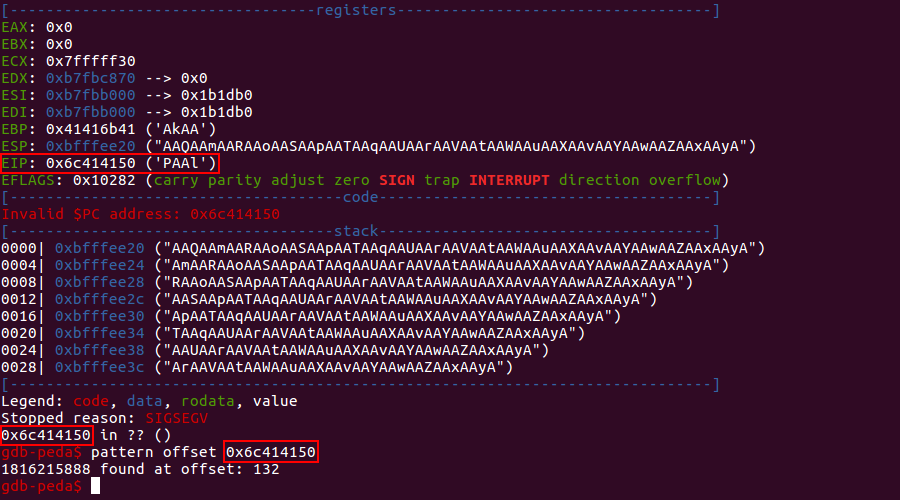 [----------------------------------registers-----------------------------------]
EAX: 0x0
EBX: 0x0
ECX: 0x7fffff30
EDX: 0xb7fbc870 --> 0x0
ESI: 0xb7fbb000 --> 0x1b1db0
EDI: 0xb7fbb000 --> 0x1b1db0
EBP: 0x41416b41 ('AkAA')
ESP: 0xbfffee20 ("AAQAAmAARAAoAASAApAATAAqAAUAArAAVAAtAAWAAuAAXAAvAAYAAwAAZAAxAAyA")
EIP: 0x6c414150 ('PAAl')
EFLAGS: 0x10282 (carry parity adjust zero SIGN trap INTERRUPT direction overflow)
[-------------------------------------code-------------------------------------]
Invalid $PC address: 0x6c414150
[------------------------------------stack-------------------------------------]
0000| 0xbfffee20 ("AAQAAmAARAAoAASAApAATAAqAAUAArAAVAAtAAWAAuAAXAAvAAYAAwAAZAAxAAyA")
0004| 0xbfffee24 ("AmAARAAoAASAApAATAAqAAUAArAAVAAtAAWAAuAAXAAvAAYAAwAAZAAxAAyA")
0008| 0xbfffee28 ("RAAoAASAApAATAAqAAUAArAAVAAtAAWAAuAAXAAvAAYAAwAAZAAxAAyA")
0012| 0xbfffee2c ("AASAApAATAAqAAUAArAAVAAtAAWAAuAAXAAvAAYAAwAAZAAxAAyA")
0016| 0xbfffee30 ("ApAATAAqAAUAArAAVAAtAAWAAuAAXAAvAAYAAwAAZAAxAAyA")
0020| 0xbfffee34 ("TAAqAAUAArAAVAAtAAWAAuAAXAAvAAYAAwAAZAAxAAyA")
0024| 0xbfffee38 ("AAUAArAAVAAtAAWAAuAAXAAvAAYAAwAAZAAxAAyA")
0028| 0xbfffee3c ("ArAAVAAtAAWAAuAAXAAvAAYAAwAAZAAxAAyA")
[------------------------------------------------------------------------------]
Legend: code, data, rodata, value
Stopped reason: SIGSEGV
0x6c414150 in ?? ()
gdb-peda$ pattern offset 0x6c414150
1816215888 found at offset: 132
gdb-peda$